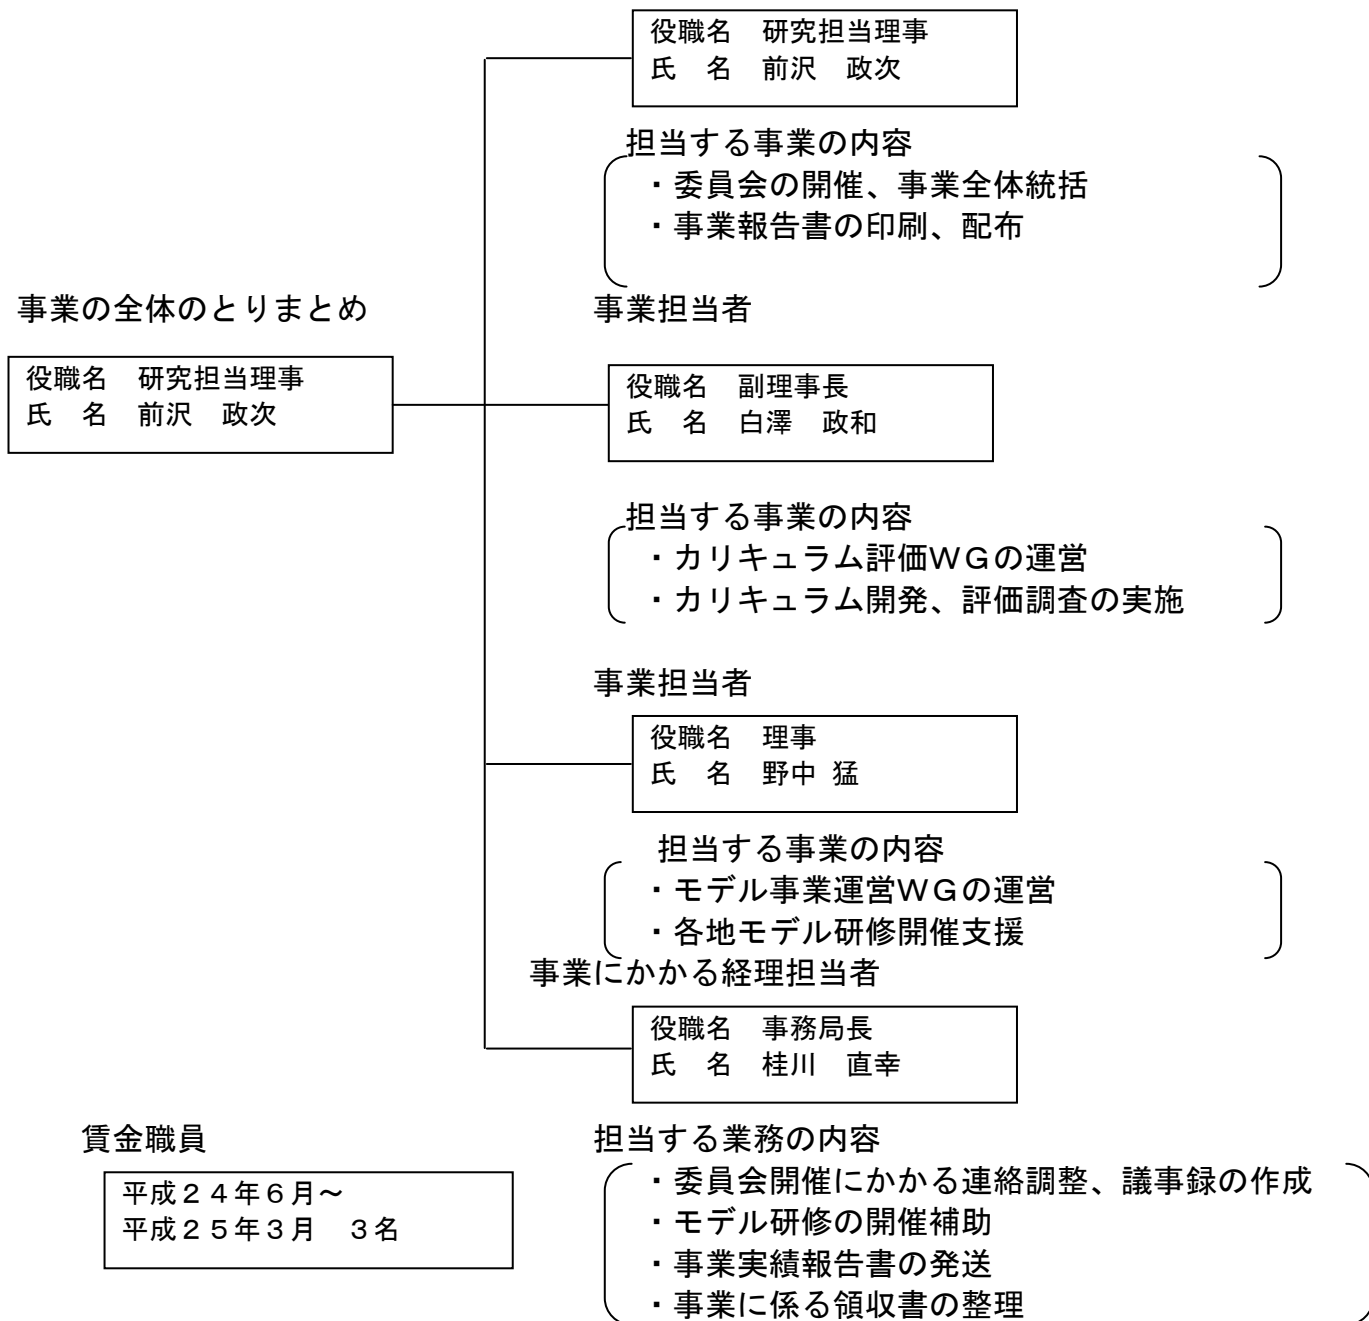 役職名　研究担当理事
氏　名　前沢　政次
担当する事業の内容
・委員会の開催、事業全体統括
・事業報告書の印刷、配布
事業の全体のとりまとめ
役職名　研究担当理事
氏　名　前沢　政次
事業担当者
役職名　副理事長
氏　名　白澤　政和
担当する事業の内容
・カリキュラム評価ＷＧの運営
・カリキュラム開発、評価調査の実施
事業担当者
役職名　理事
氏　名　野中 猛
担当する事業の内容
・モデル事業運営ＷＧの運営
・各地モデル研修開催支援
事業にかかる経理担当者
役職名　事務局長
氏　名　桂川　直幸
賃金職員
平成２４年６月～
平成２５年３月　３名
担当する業務の内容
・委員会開催にかかる連絡調整、議事録の作成
・モデル研修の開催補助
・事業実績報告書の発送
・事業に係る領収書の整理